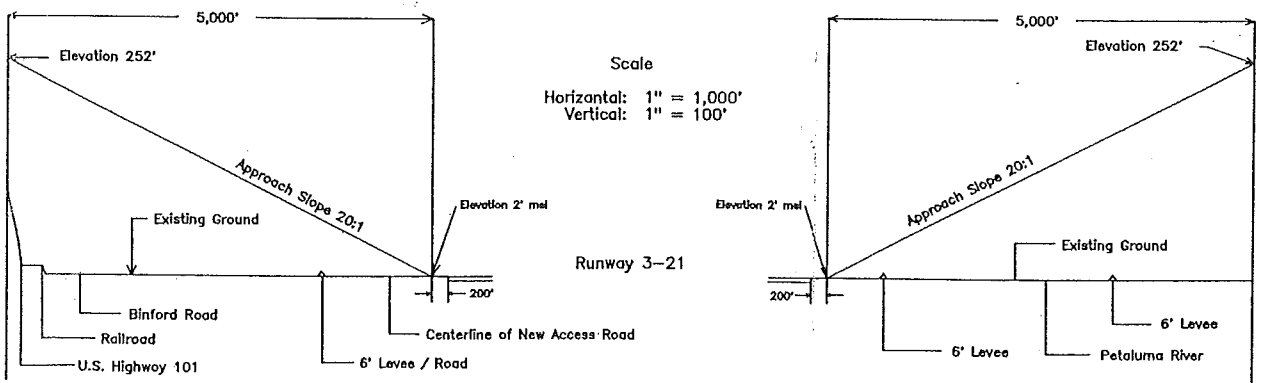 5,000'
Elevation 252'
Approach Slope 20:1
Existing Ground
Elevation 2' msl
200'
Binford Road
Railroad
U.S. Highway 101
6' Levee / Road
Centerline of New Access Road
Scale
Horizontal: 1" = 1,000'
Vertical: 1" = 100'
Runway 3-21
5,000'
Elevation 252'
Approach Slope 20:1
Elevation 2' msl
Existing Ground
200'
6' Levee
6' Levee
Petaluma River